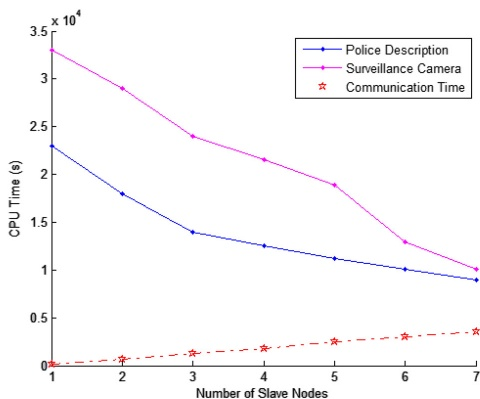 x 10^4
3.5
3
2.5
2
1.5
1
0.5
0
CPU Time (s)
Police Description
Surveillance Camera
Communication Time
1 2 3 4 5 6 7
Number of Slave Nodes